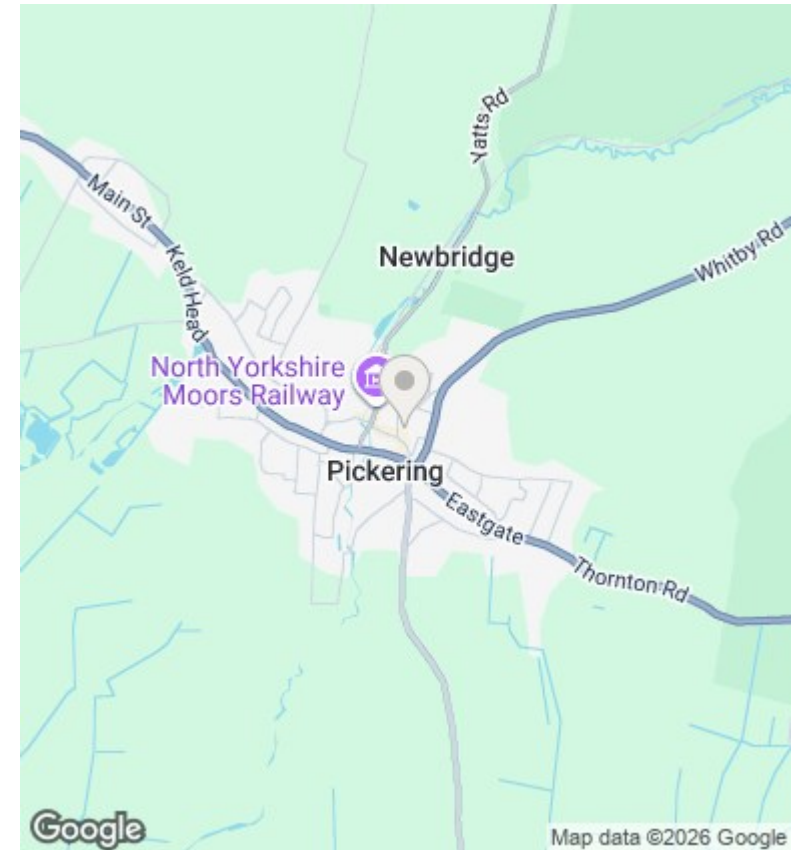 Yatts Rd
Main St
Newbridge
Whitby Rd
Keld Head
North Yorkshire
Moors Railway
Pickering
Eastgate
Thornton Rd
Google
Map data ©2026 Google